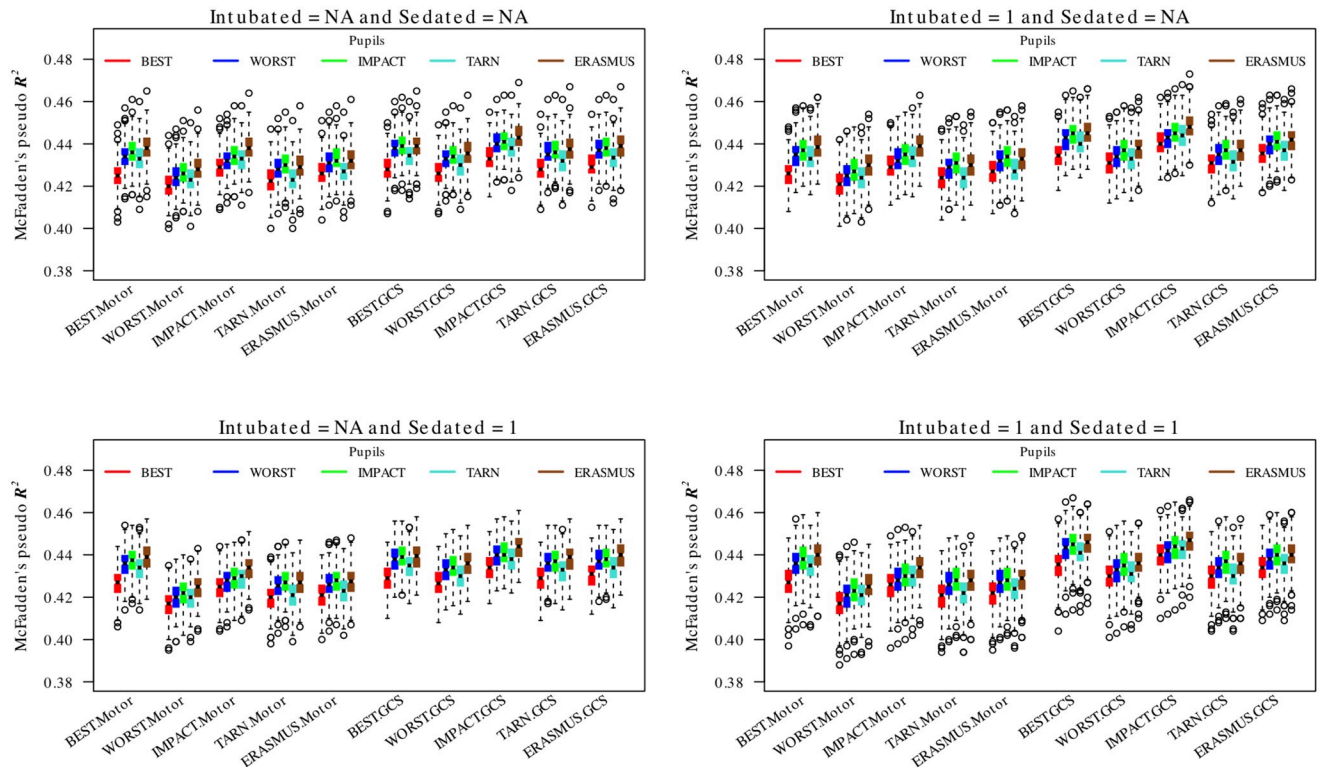 Intubated = NA and Sedated = NA
Pupils
BEST WORST IMPACT TARN ERASMUS
McFadden's pseudo R²
0.48
0.46
0.44
0.42
0.40
0.38
BEST.Motor
WORST.Motor
IMPACT.Motor
TARN.Motor
ERASMUS.Motor
BEST.GCS
WORST.GCS
IMPACT.GCS
TARN.GCS
ERASMUS.GCS
Intubated = 1 and Sedated = NA
Pupils
BEST WORST IMPACT TARN ERASMUS
McFadden's pseudo R²
0.48
0.46
0.44
0.42
0.40
0.38
BEST.Motor
WORST.Motor
IMPACT.Motor
TARN.Motor
ERASMUS.Motor
BEST.GCS
WORST.GCS
IMPACT.GCS
TARN.GCS
ERASMUS.GCS
Intubated = NA and Sedated = 1
Pupils
BEST WORST IMPACT TARN ERASMUS
McFadden's pseudo R²
0.48
0.46
0.44
0.42
0.40
0.38
BEST.Motor
WORST.Motor
IMPACT.Motor
TARN.Motor
ERASMUS.Motor
BEST.GCS
WORST.GCS
IMPACT.GCS
TARN.GCS
ERASMUS.GCS
Intubated = 1 and Sedated = 1
Pupils
BEST WORST IMPACT TARN ERASMUS
McFadden's pseudo R²
0.48
0.46
0.44
0.42
0.40
0.38
BEST.Motor
WORST.Motor
IMPACT.Motor
TARN.Motor
ERASMUS.Motor
BEST.GCS
WORST.GCS
IMPACT.GCS
TARN.GCS
ERASMUS.GCS